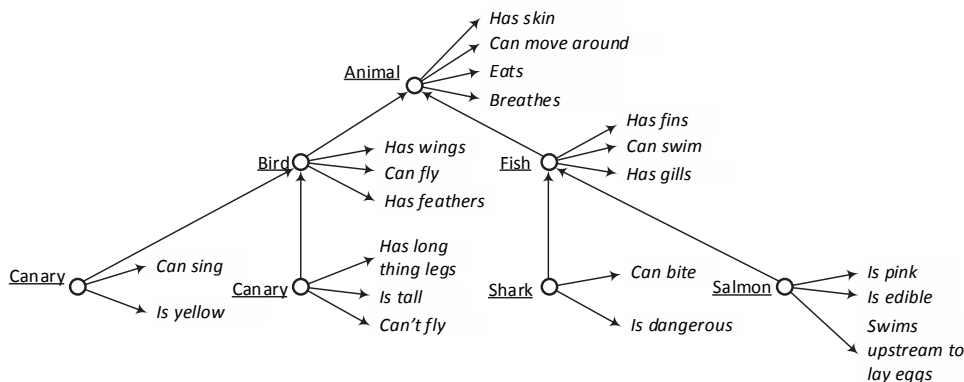 Has skin
Can move around
Animal
Eats
Breathes
Has fins
Has wings
Can swim
Bird
Can fly
Fish
Has gills
Has feathers
Has long
thing legs
Canary
Can sing
Is yellow
Canary
Is tall
Can't fly
Shark
Can bite
Is dangerous
Salmon
Is pink
Is edible
Swims
upstream to
lay eggs